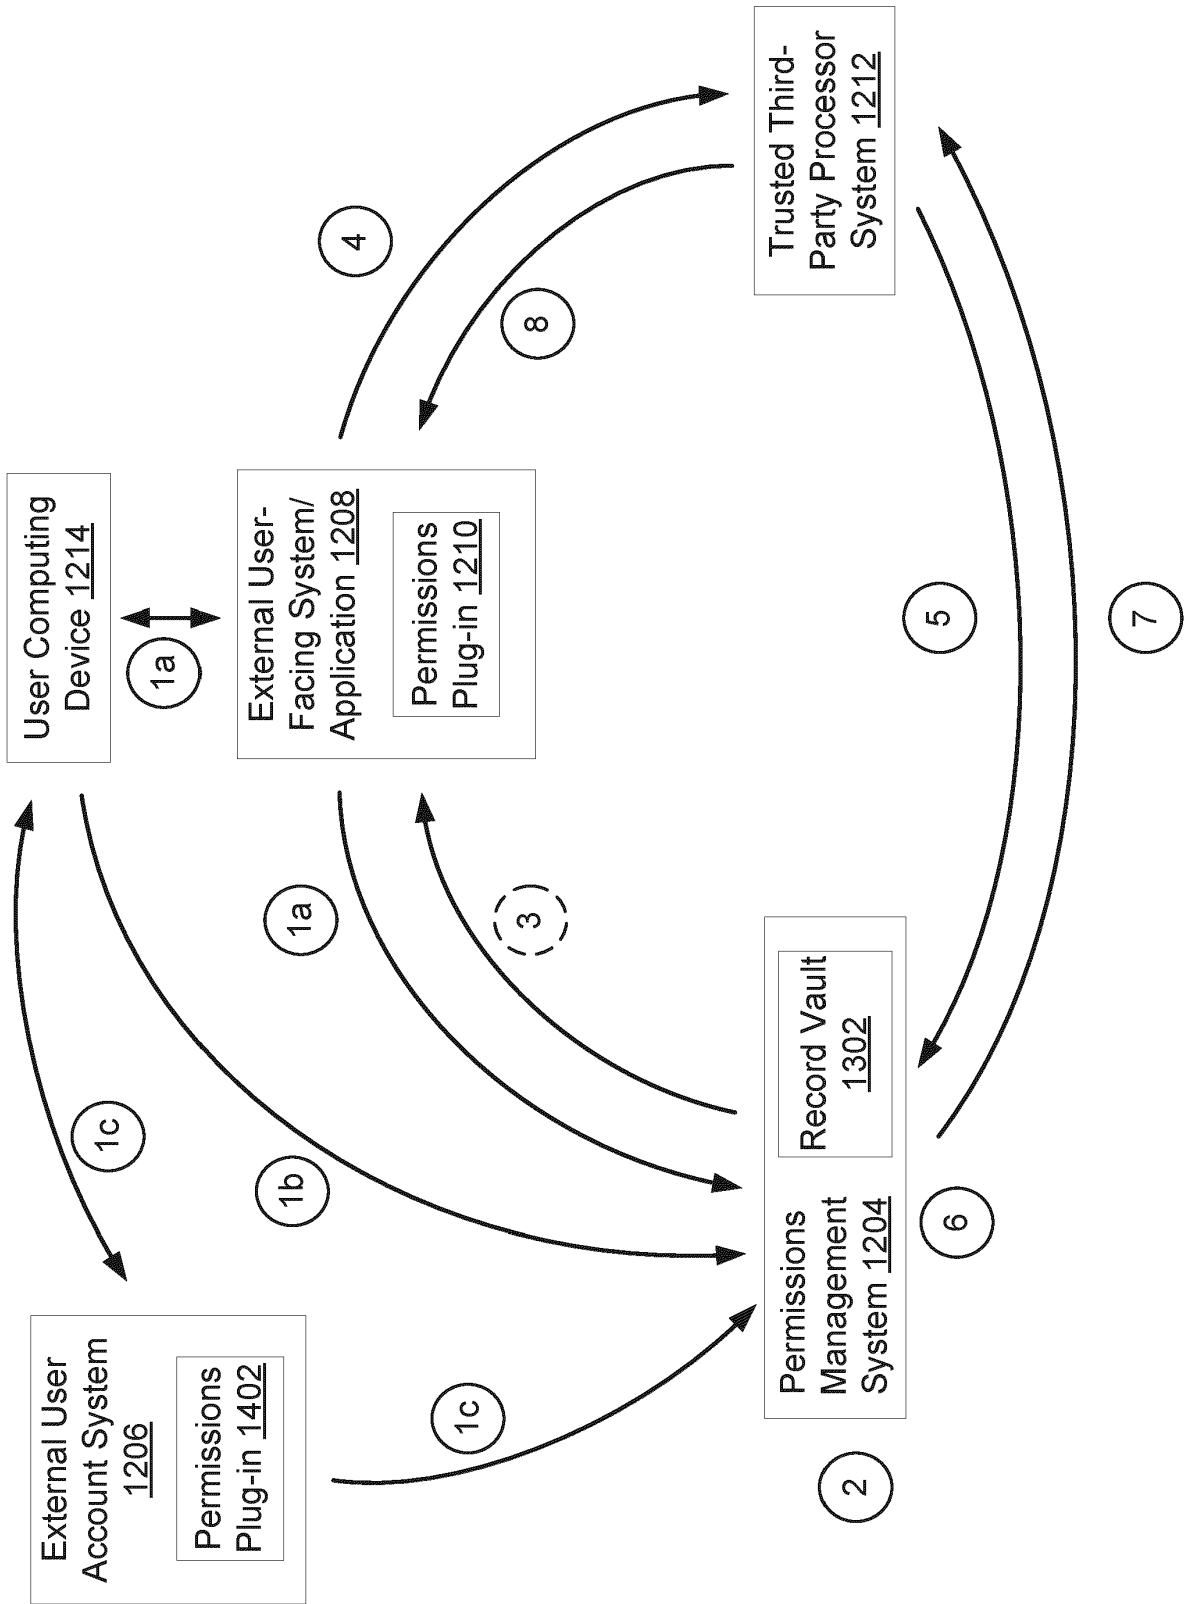 External User
Account System
1206
Permissions
Plug-in 1402
1c
1c
User Computing
Device 1214
1a
External User-
Facing System/
Application 1208
Permissions
Plug-in 1210
1b
1a
3
4
8
2
Permissions
Management
System 1204
Record Vault
1302
6
5
7
Trusted Third-
Party Processor
System 1212